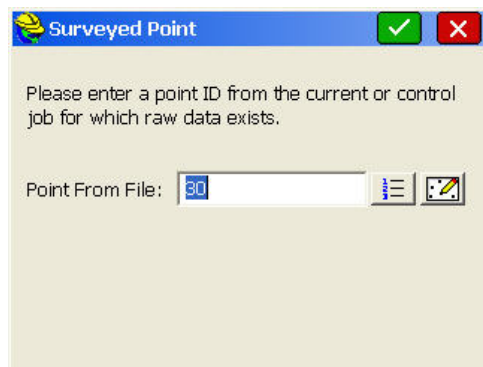 Surveyed Point
Please enter a point ID from the current or control
job for which raw data exists.
Point From File: 30